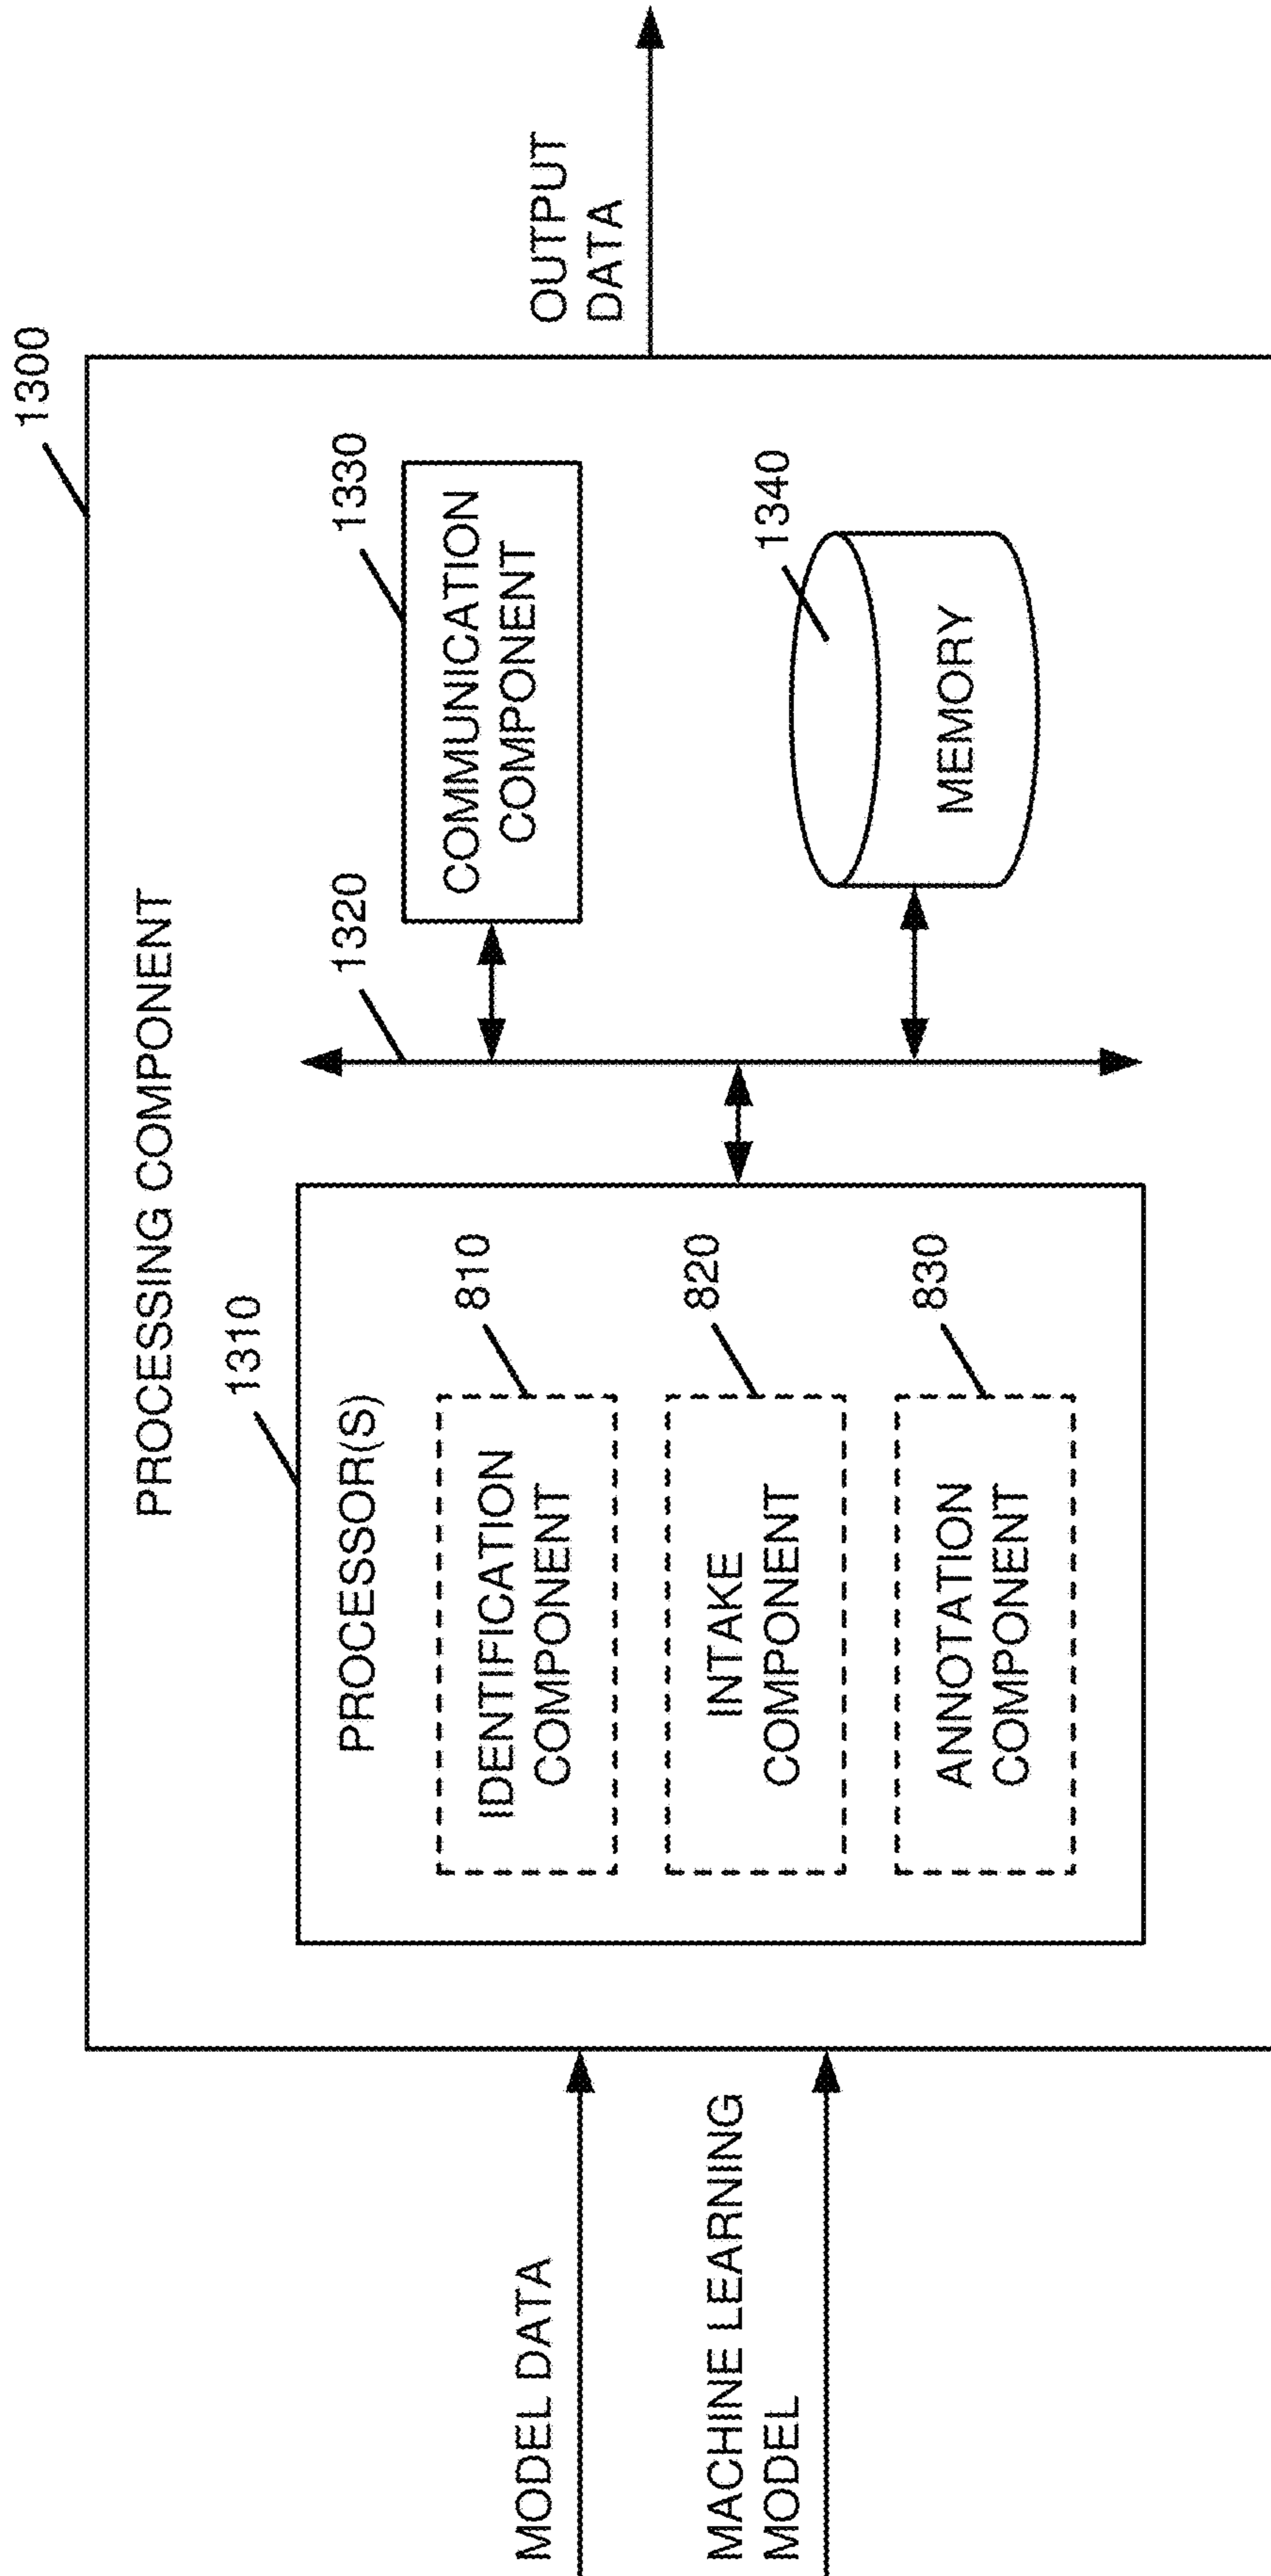 1300
PROCESSING COMPONENT
1310
PROCESSOR(S)
810
IDENTIFICATION
COMPONENT
820
INTAKE
COMPONENT
830
ANNOTATION
COMPONENT
1320
1330
COMMUNICATION
COMPONENT
1340
MEMORY
MODEL DATA
MACHINE LEARNING
MODEL
OUTPUT
DATA